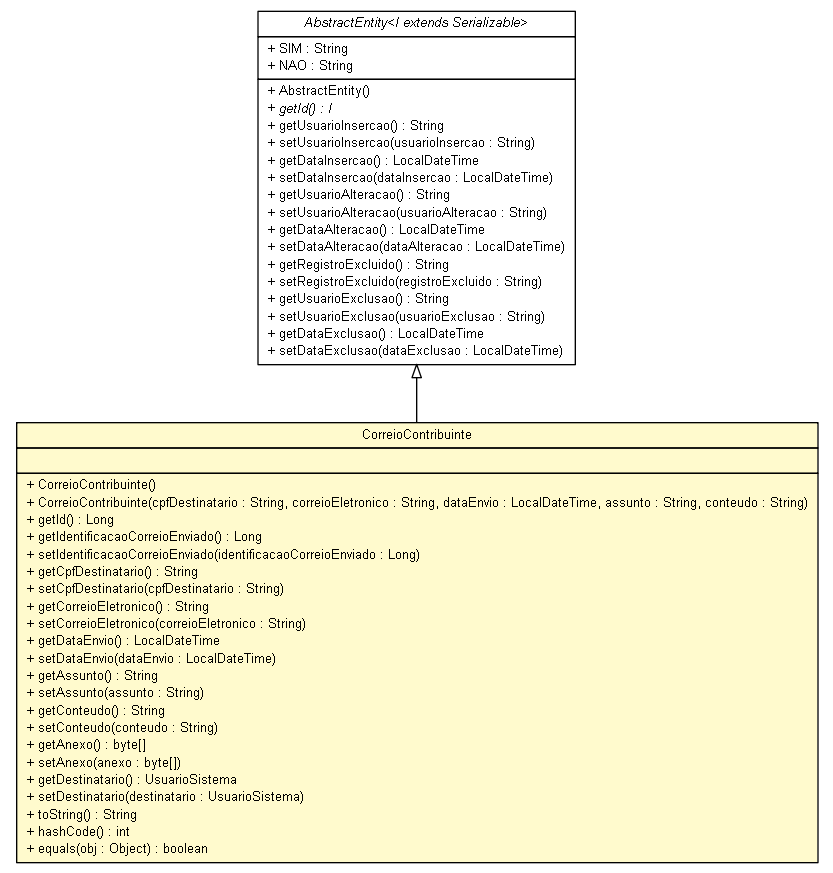 AbstractEntity<I extends Serializable>
+ SIM : String
+ NAO : String
+ AbstractEntity()
+ getId() : I
+ getUsuarioInsercao() : String
+ setUsuarioInsercao(usuarioInsercao : String)
+ getDataInsercao() : LocalDateTime
+ setDataInsercao(dataInsercao : LocalDateTime)
+ getUsuarioAlteracao() : String
+ setUsuarioAlteracao(usuarioAlteracao : String)
+ getDataAlteracao() : LocalDateTime
+ setDataAlteracao(dataAlteracao : LocalDateTime)
+ getRegistroExcluido() : String
+ setRegistroExcluido(registroExcluido : String)
+ getUsuarioExclusao() : String
+ setUsuarioExclusao(usuarioExclusao : String)
+ getDataExclusao() : LocalDateTime
+ setDataExclusao(dataExclusao : LocalDateTime)
CorreioContribuinte
+ CorreioContribuinte()
+ CorreioContribuinte(cpfDestinatario : String, correioEletronico : String, dataEnvio : LocalDateTime, assunto : String, conteudo : String)
+ getId() : Long
+ getIdentificacaoCorreioEnviado() : Long
+ setIdentificacaoCorreioEnviado(identificacaoCorreioEnviado : Long)
+ getCpfDestinatario() : String
+ setCpfDestinatario(cpfDestinatario : String)
+ getCorreioEletronico() : String
+ setCorreioEletronico(correioEletronico : String)
+ getDataEnvio() : LocalDateTime
+ setDataEnvio(dataEnvio : LocalDateTime)
+ getAssunto() : String
+ setAssunto(assunto : String)
+ getConteudo() : String
+ setConteudo(conteudo : String)
+ getAnexo() : byte[]
+ setAnexo(anexo : byte[])
+ getDestinatario() : UsuarioSistema
+ setDestinatario(destinatario : UsuarioSistema)
+ toString() : String
+ hashCode() : int
+ equals(obj : Object) : boolean